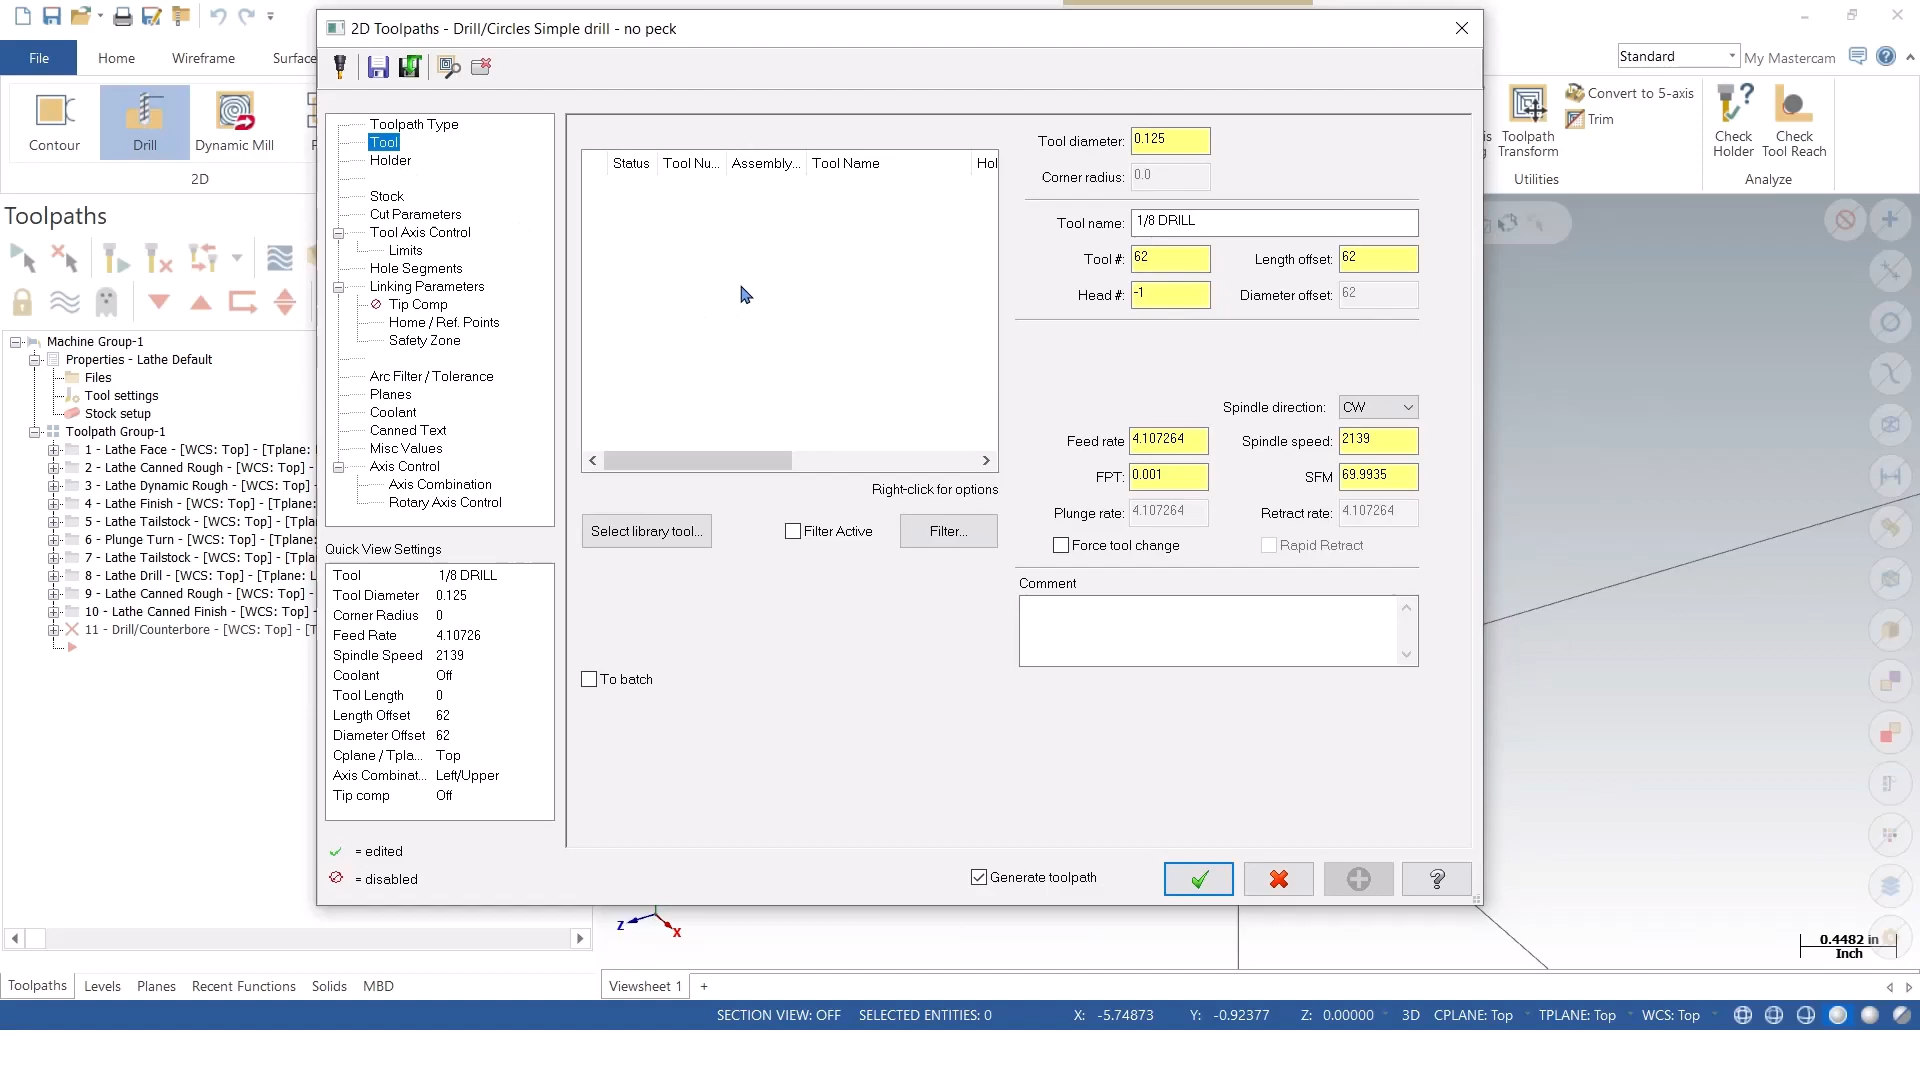 2D Toolpaths - Drill/Circles Simple drill - no peck
File
Home
Wireframe
Surface
Standard
My Mastercam
Contour
Drill
Dynamic Mill
2D
Toolpath Transform
Convert to 5-axis
Trim
Check Holder
Check Tool Reach
Utilities
Analyze
Toolpaths
Machine Group-1
Properties - Lathe Default
Files
Tool settings
Stock setup
Toolpath Group-1
1 - Lathe Face - [WCS: Top] - [Tplane:
2 - Lathe Canned Rough - [WCS: Top] -
3 - Lathe Dynamic Rough - [WCS: Top] -
4 - Lathe Finish - [WCS: Top] - [Tplane:
5 - Lathe Tailstock - [WCS: Top] - [Tpla
6 - Plunge Turn - [WCS: Top] - [Tplane:
7 - Lathe Tailstock - [WCS: Top] - [Tpla
8 - Lathe Drill - [WCS: Top] - [Tplane: L
9 - Lathe Canned Rough - [WCS: Top] -
10 - Lathe Canned Finish - [WCS: Top] -
11 - Drill/Counterbore - [WCS: Top] - [T
Toolpath Type
Tool
Holder
Stock
Cut Parameters
Tool Axis Control
Limits
Hole Segments
Linking Parameters
Tip Comp
Home / Ref. Points
Safety Zone
Arc Filter / Tolerance
Planes
Coolant
Canned Text
Misc Values
Axis Control
Axis Combination
Rotary Axis Control
Quick View Settings
Tool 1/8 DRILL
Tool Diameter 0.125
Corner Radius 0
Feed Rate 4.10726
Spindle Speed 2139
Coolant Off
Tool Length 0
Length Offset 62
Diameter Offset 62
Cplane / Tpla... Top
Axis Combinat... Left/Upper
Tip comp Off
= edited
= disabled
Status Tool Nu... Assembly... Tool Name Hol
Right-click for options
Select library tool...
Filter Active
Filter...
To batch
Tool diameter: 0.125
Corner radius: 0.0
Tool name: 1/8 DRILL
Tool #: 62 Length offset: 62
Head #: -1 Diameter offset: 62
Spindle direction: CW
Feed rate 4.107264 Spindle speed: 2139
FPT: 0.001 SFM 69.9935
Plunge rate: 4.107264 Retract rate: 4.107264
Force tool change Rapid Retract
Comment
Generate toolpath
Z
X
0.4482 in
Inch
Toolpaths Levels Planes Recent Functions Solids MBD
Viewsheet 1 +
SECTION VIEW: OFF SELECTED ENTITIES: 0 X: -5.74873 Y: -0.92377 Z: 0.00000 3D CPLANE: Top TPLANE: Top WCS: Top